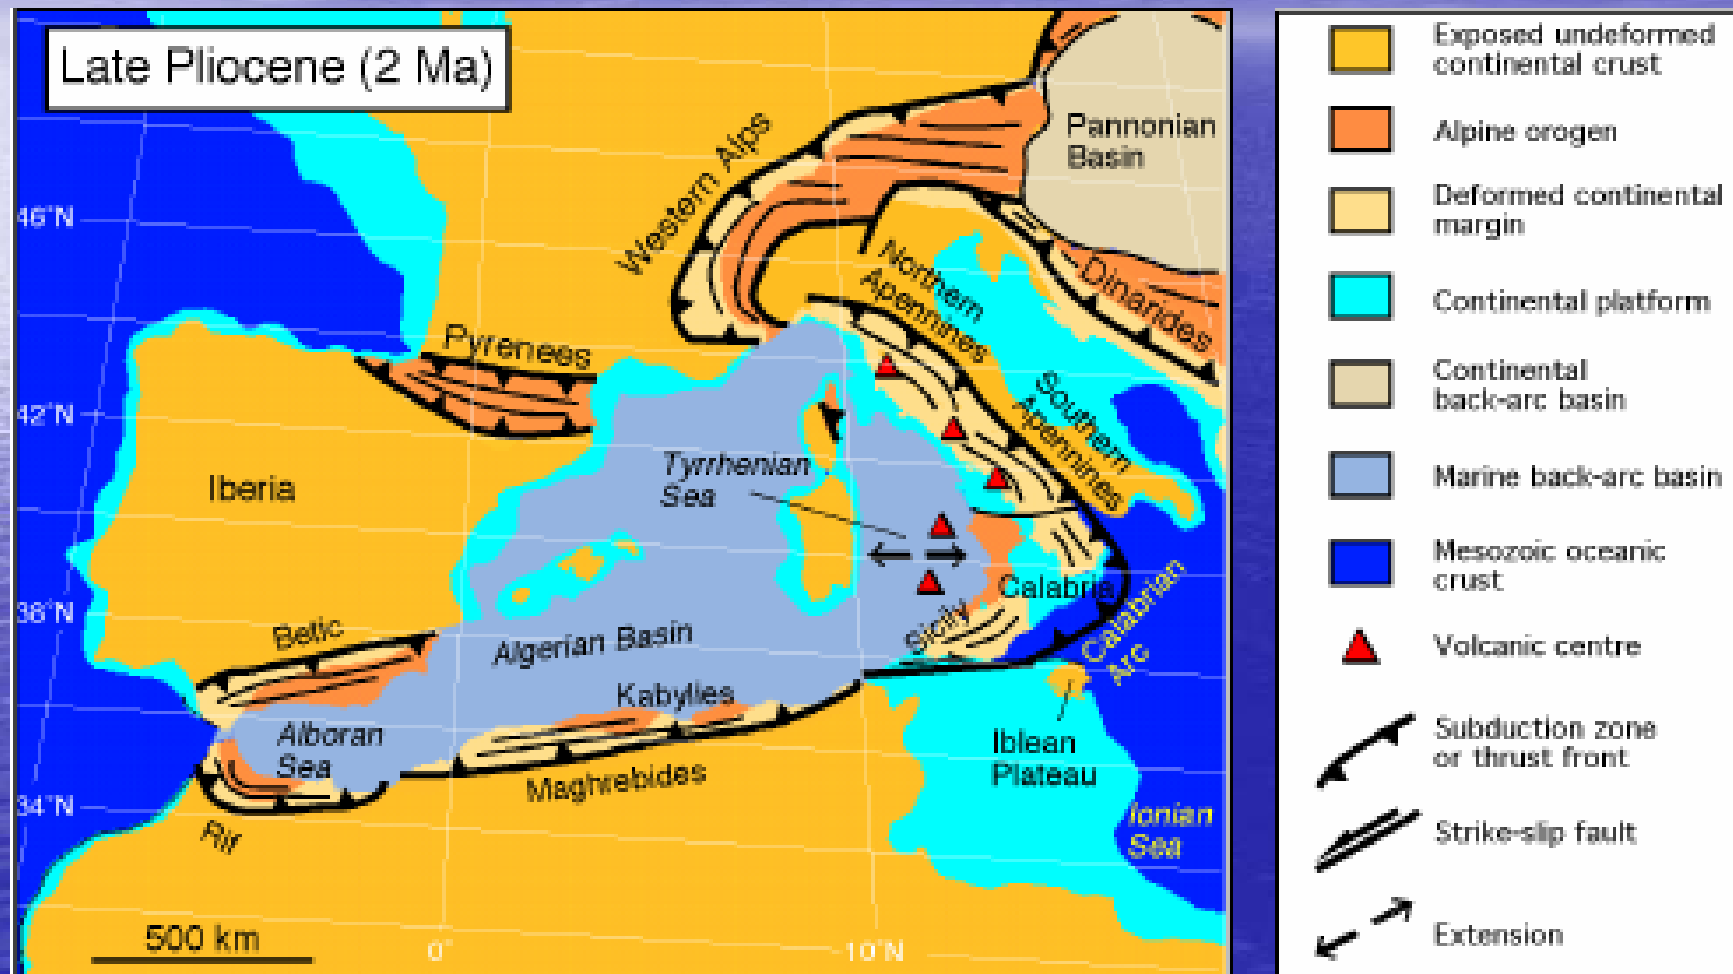 Late Pliocene (2 Ma)
Western Alps
Pannonian
Basin
46°N
Northern
Apennines
Dinarides
Pyrenees
42°N
Southern
Apennines
Tyrrhenian
Sea
Iberia
Calabria
38°N
Betic
Algerian Basin
Sicily
Calabrian
Arc
Kabylies
Alboran
Sea
Iblean
Plateau
Maghrebides
34°N
Rif
Ionian
Sea
500 km
0°
10°N
Exposed undeformed
continental crust
Alpine orogen
Deformed continental
margin
Continental platform
Continental
back-arc basin
Marine back-arc basin
Mesozoic oceanic
crust
Volcanic centre
Subduction zone
or thrust front
Strike-slip fault
Extension